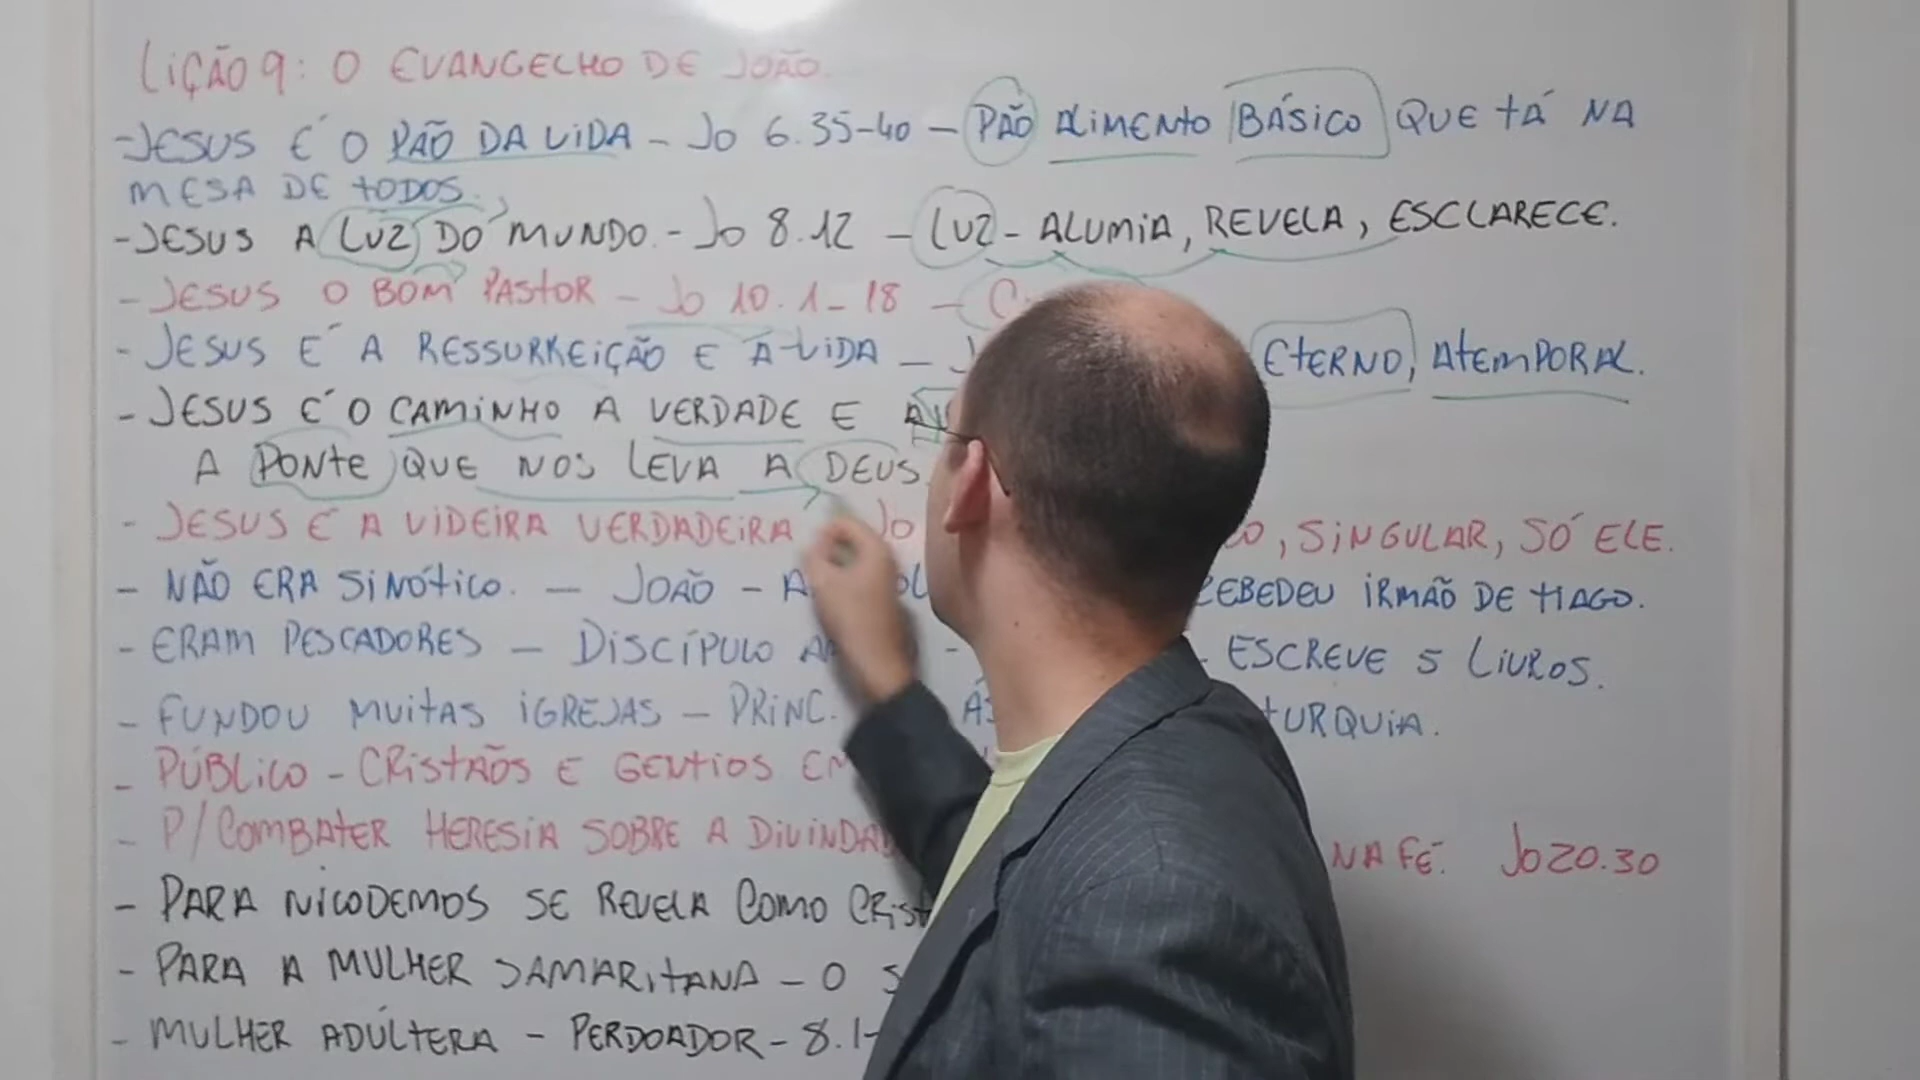 LIÇÃO 9: O EVANGELHO DE JOÃO.
-JESUS É O PÃO DA VIDA - JO 6.35-40 - PÃO ALIMENTO BÁSICO QUE TÁ NA
MESA DE TODOS.
-JESUS A LUZ DO MUNDO. - JO 8.12 - LUZ - ALUMIA, REVELA, ESCLARECE.
- JESUS O BOM PASTOR - JO 10.1-18 -
- JESUS É A RESSURREIÇÃO E A VIDA - ETERNO, ATEMPORAL.
- JESUS É O CAMINHO A VERDADE E A
A PONTE QUE NOS LEVA A DEUS.
- JESUS É A VIDEIRA VERDADEIRA JO , SINGULAR, SÓ ELE.
- NÃO ERA SINÓTICO. - JOÃO - ZEBEDEU IRMÃO DE TIAGO.
- ERAM PESCADORES - DISCÍPULO - ESCREVE 5 LIVROS.
- FUNDOU MUITAS IGREJAS - PRINC. TURQUIA.
- PÚBLICO - CRISTÃOS E GENTIOS EM
- P/COMBATER HERESIA SOBRE A NA FÉ. JO 20.30
- PARA NICODEMOS SE REVELA COMO
- PARA A MULHER SAMARITANA - O
- MULHER ADÚLTERA - PERDOADOR - 8.1-